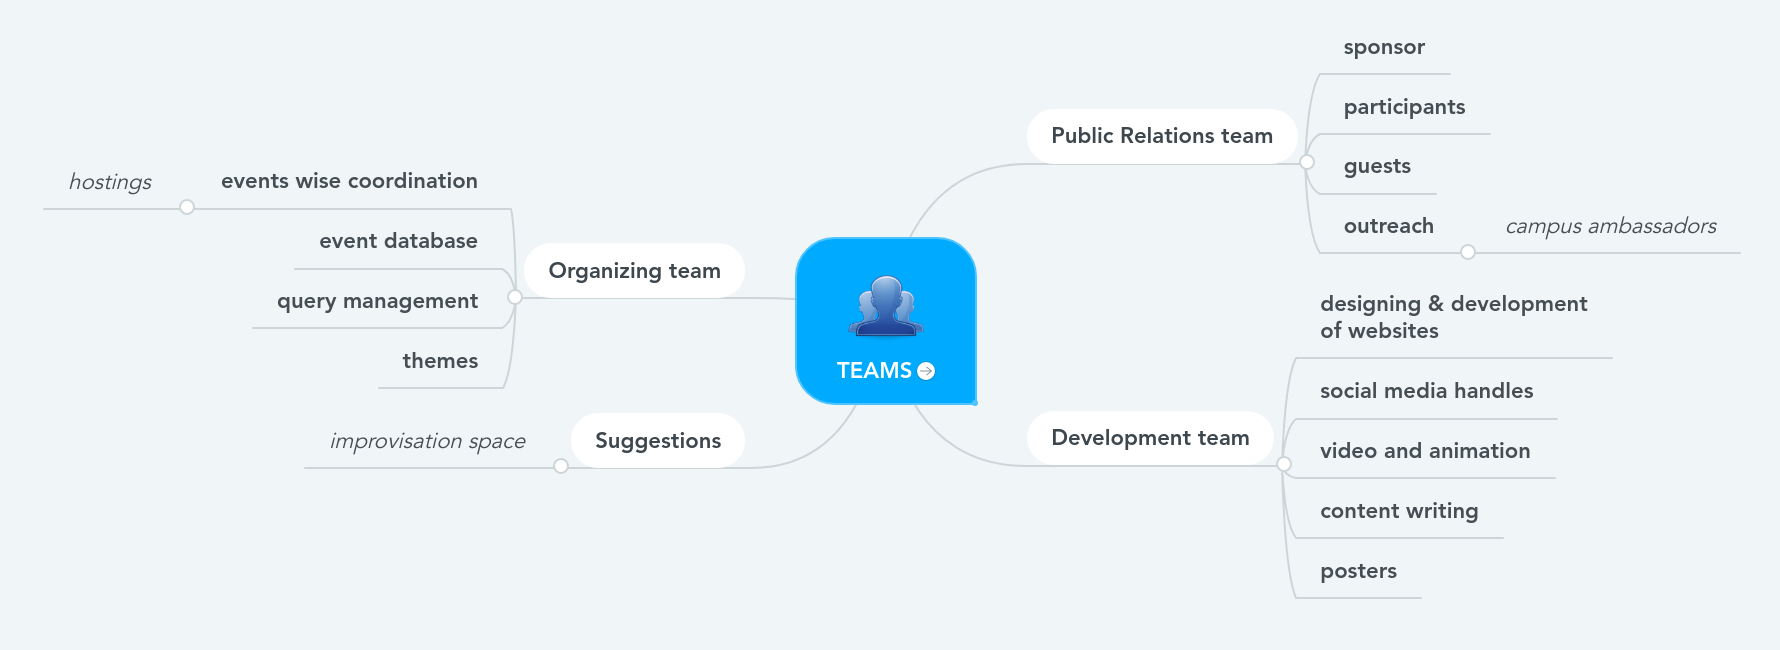 TEAMS
Public Relations team
sponsor
participants
guests
outreach
campus ambassadors
Development team
designing & development
of websites
social media handles
video and animation
content writing
posters
Organizing team
events wise coordination
hostings
event database
query management
themes
Suggestions
improvisation space